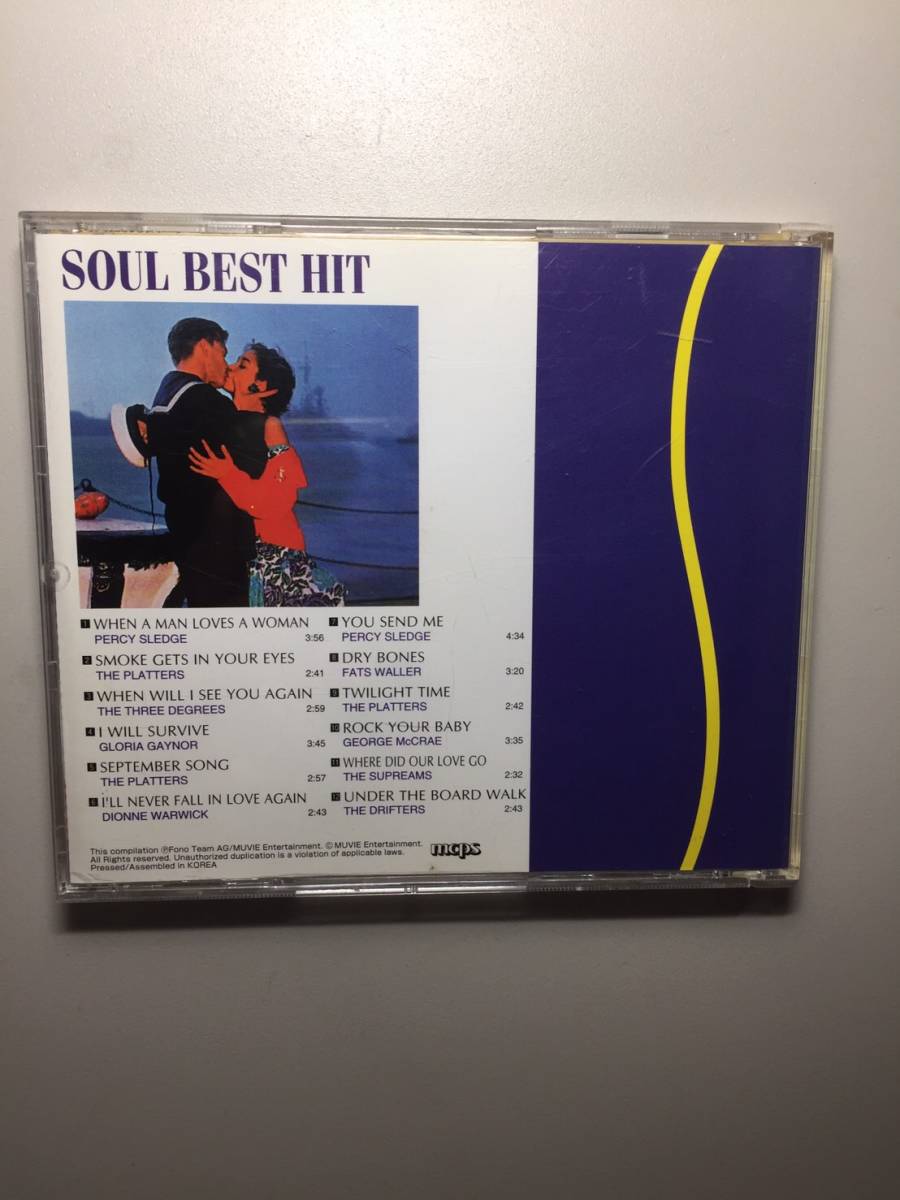 SOUL BEST HIT
1 WHEN A MAN LOVES A WOMAN
PERCY SLEDGE 3:56
2 SMOKE GETS IN YOUR EYES
THE PLATTERS 2:41
3 WHEN WILL I SEE YOU AGAIN
THE THREE DEGREES 2:59
4 I WILL SURVIVE
GLORIA GAYNOR 3:45
5 SEPTEMBER SONG
THE PLATTERS 2:57
6 I'LL NEVER FALL IN LOVE AGAIN
DIONNE WARWICK 2:43
7 YOU SEND ME
PERCY SLEDGE 4:34
8 DRY BONES
FATS WALLER 3:20
9 TWILIGHT TIME
THE PLATTERS 2:42
10 ROCK YOUR BABY
GEORGE McCRAE 3:35
11 WHERE DID OUR LOVE GO
THE SUPREAMS 2:32
12 UNDER THE BOARD WALK
THE DRIFTERS 2:43
This compilation ℗Fono Team AG/MUVIE Entertainment. ©MUVIE Entertainment.
All Rights reserved. Unauthorized duplication is a violation of applicable laws.
Pressed/Assembled in KOREA
mcps